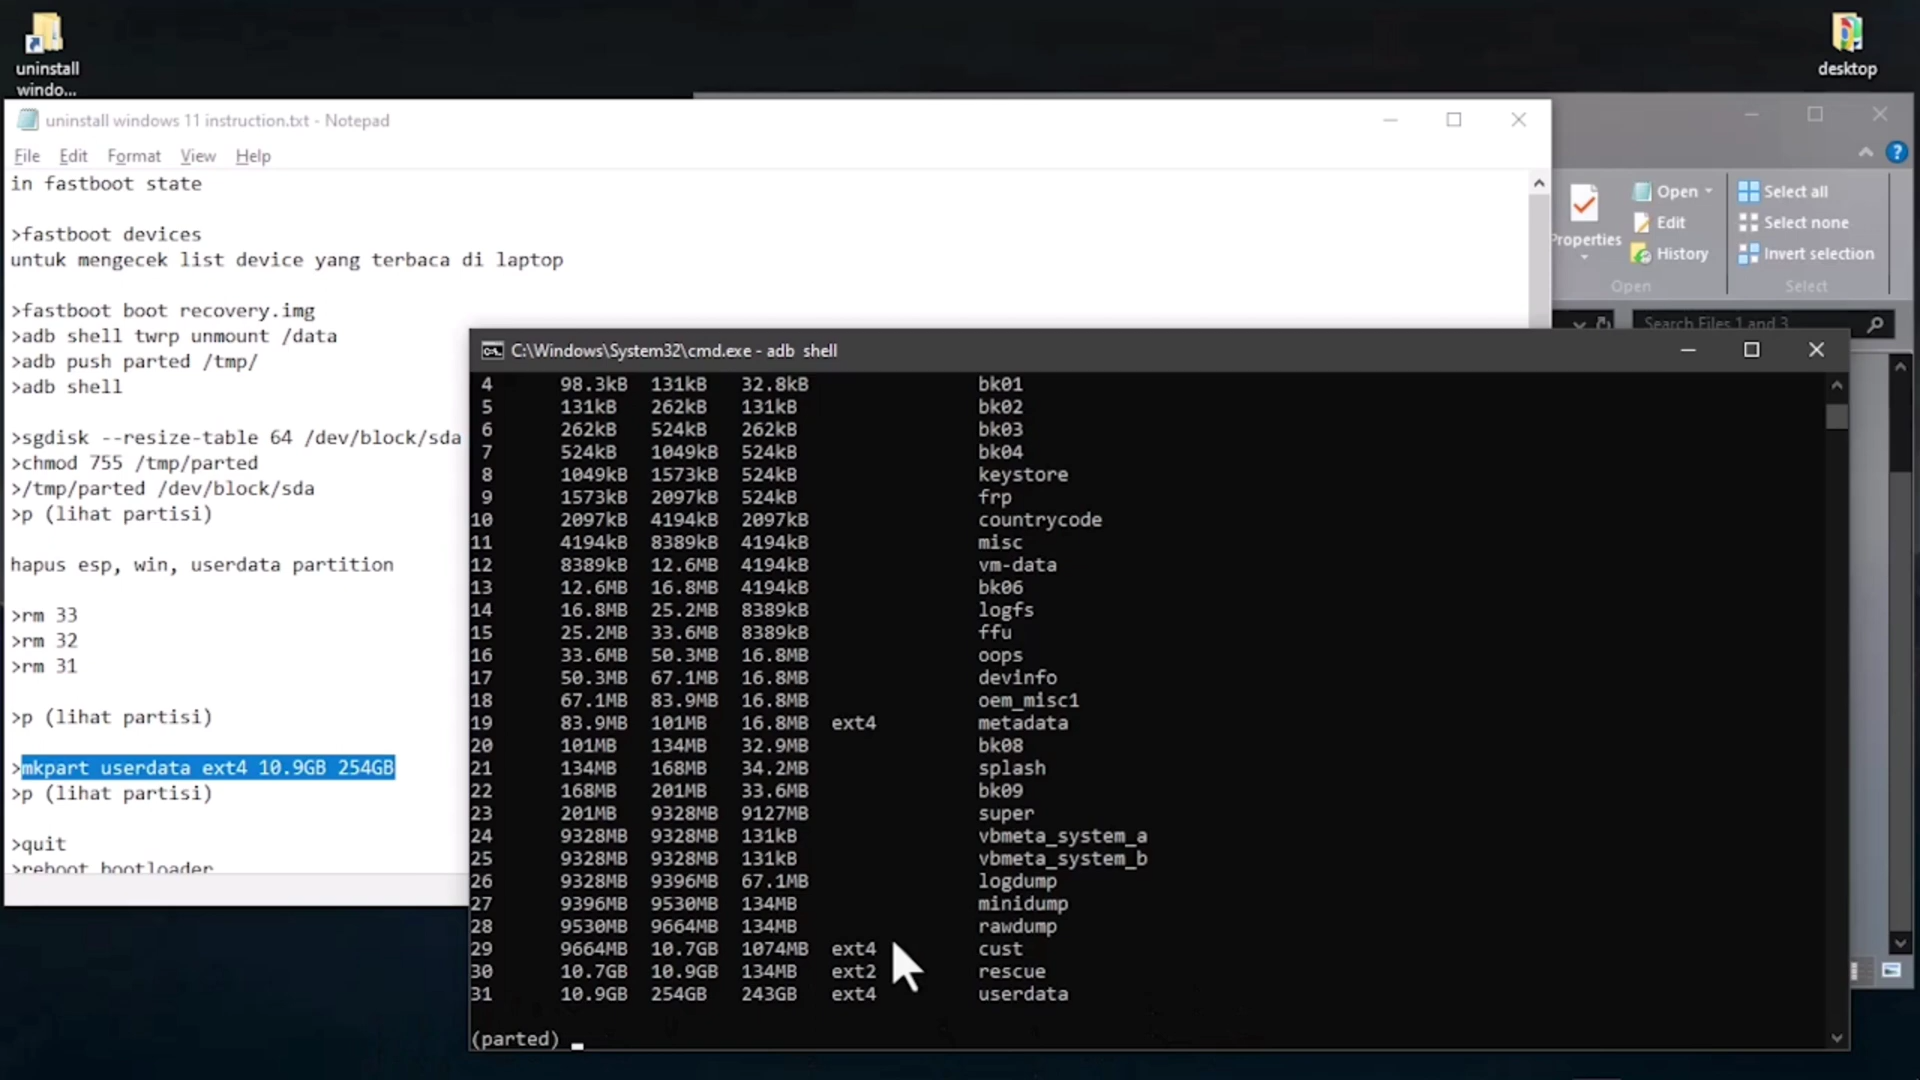 uninstall
windo...
desktop
uninstall windows 11 instruction.txt - Notepad
File Edit Format View Help
in fastboot state
>fastboot devices
untuk mengecek list device yang terbaca di laptop
>fastboot boot recovery.img
>adb shell twrp unmount /data
>adb push parted /tmp/
>adb shell
>sgdisk --resize-table 64 /dev/block/sda
>chmod 755 /tmp/parted
>/tmp/parted /dev/block/sda
>p (lihat partisi)
hapus esp, win, userdata partition
>rm 33
>rm 32
>rm 31
>p (lihat partisi)
>mkpart userdata ext4 10.9GB 254GB
>p (lihat partisi)
>quit
>reboot bootloader
Properties
Open
Edit
History
Open
Select all
Select none
Invert selection
Select
Search Files 1 and 3
C:\Windows\System32\cmd.exe - adb shell
4 98.3kB 131kB 32.8kB bk01
5 131kB 262kB 131kB bk02
6 262kB 524kB 262kB bk03
7 524kB 1049kB 524kB bk04
8 1049kB 1573kB 524kB keystore
9 1573kB 2097kB 524kB frp
10 2097kB 4194kB 2097kB countrycode
11 4194kB 8389kB 4194kB misc
12 8389kB 12.6MB 4194kB vm-data
13 12.6MB 16.8MB 4194kB bk06
14 16.8MB 25.2MB 8389kB logfs
15 25.2MB 33.6MB 8389kB ffu
16 33.6MB 50.3MB 16.8MB oops
17 50.3MB 67.1MB 16.8MB devinfo
18 67.1MB 83.9MB 16.8MB oem_misc1
19 83.9MB 101MB 16.8MB ext4 metadata
20 101MB 134MB 32.9MB bk08
21 134MB 168MB 34.2MB splash
22 168MB 201MB 33.6MB bk09
23 201MB 9328MB 9127MB super
24 9328MB 9328MB 131kB vbmeta_system_a
25 9328MB 9328MB 131kB vbmeta_system_b
26 9328MB 9396MB 67.1MB logdump
27 9396MB 9530MB 134MB minidump
28 9530MB 9664MB 134MB rawdump
29 9664MB 10.7GB 1074MB ext4 cust
30 10.7GB 10.9GB 134MB ext2 rescue
31 10.9GB 254GB 243GB ext4 userdata
(parted)